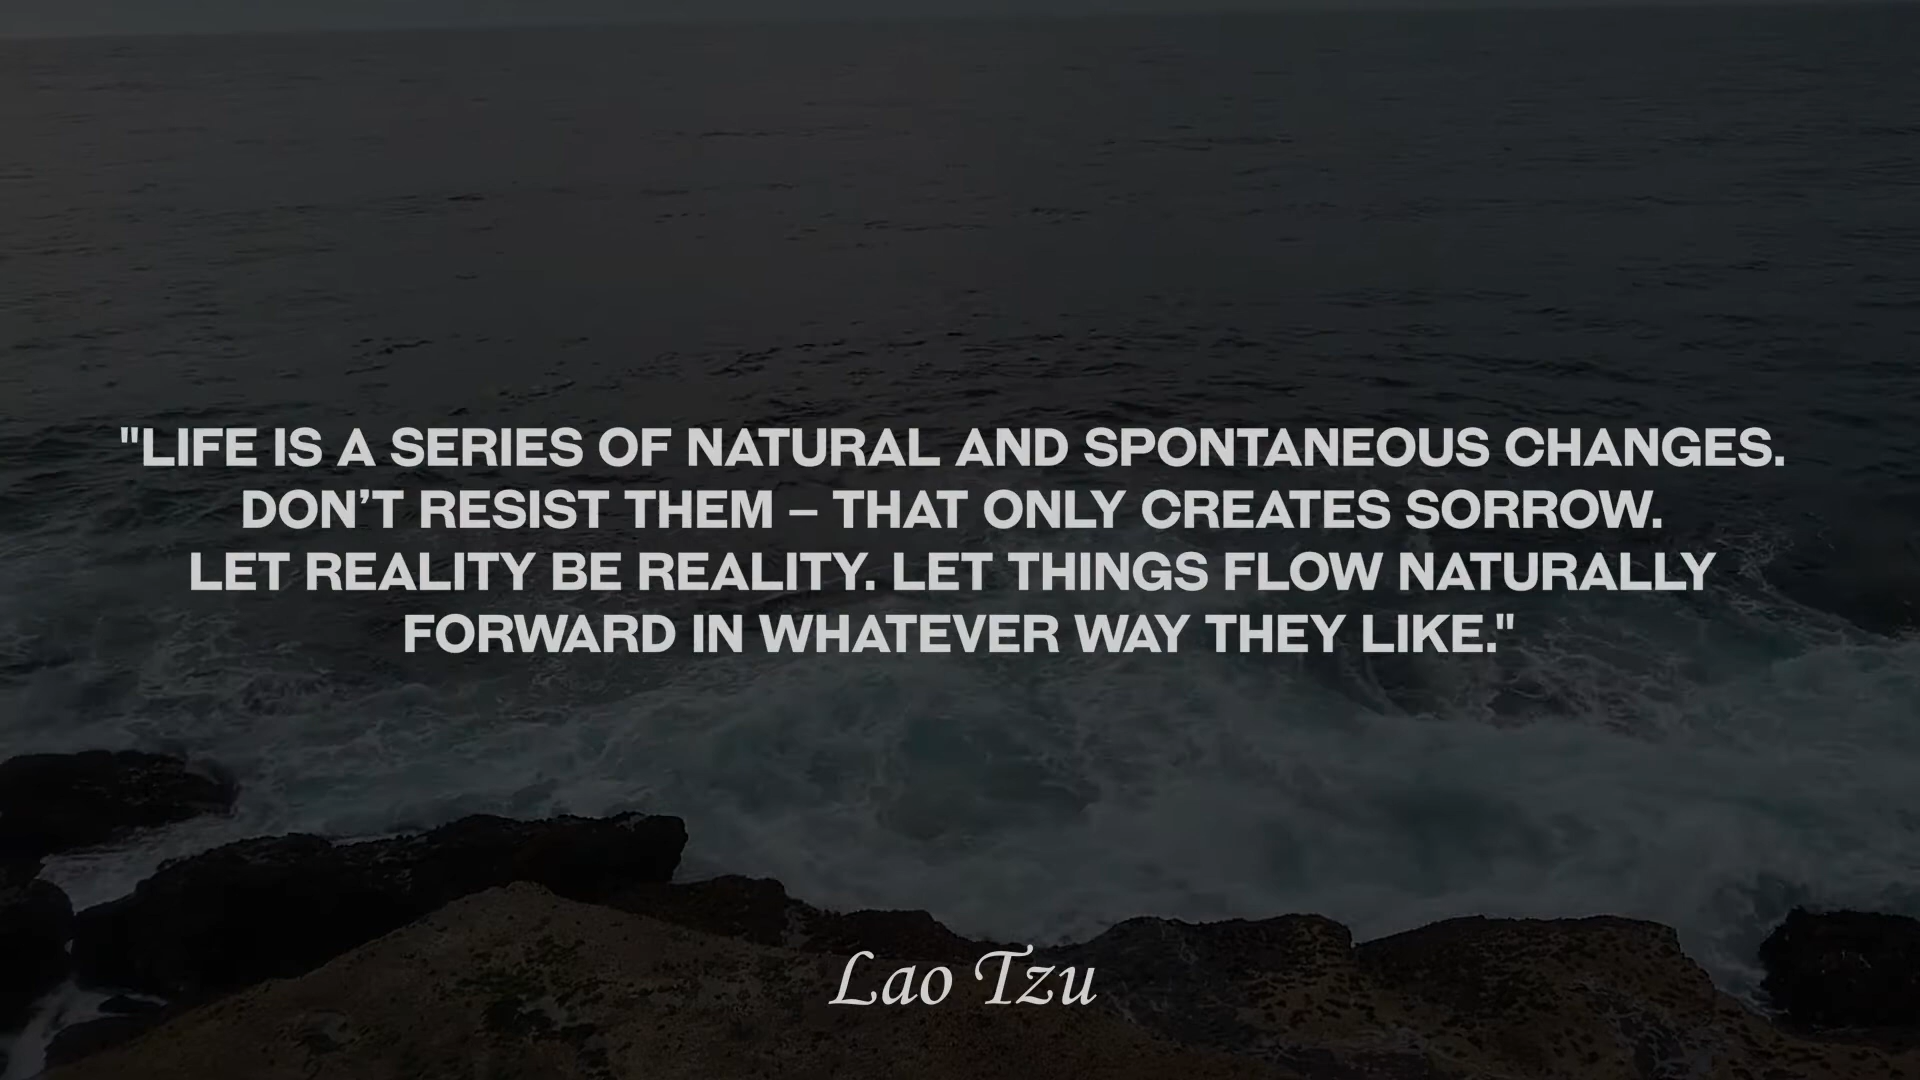 "LIFE IS A SERIES OF NATURAL AND SPONTANEOUS CHANGES.
DON’T RESIST THEM – THAT ONLY CREATES SORROW.
LET REALITY BE REALITY. LET THINGS FLOW NATURALLY
FORWARD IN WHATEVER WAY THEY LIKE."
Lao Tzu